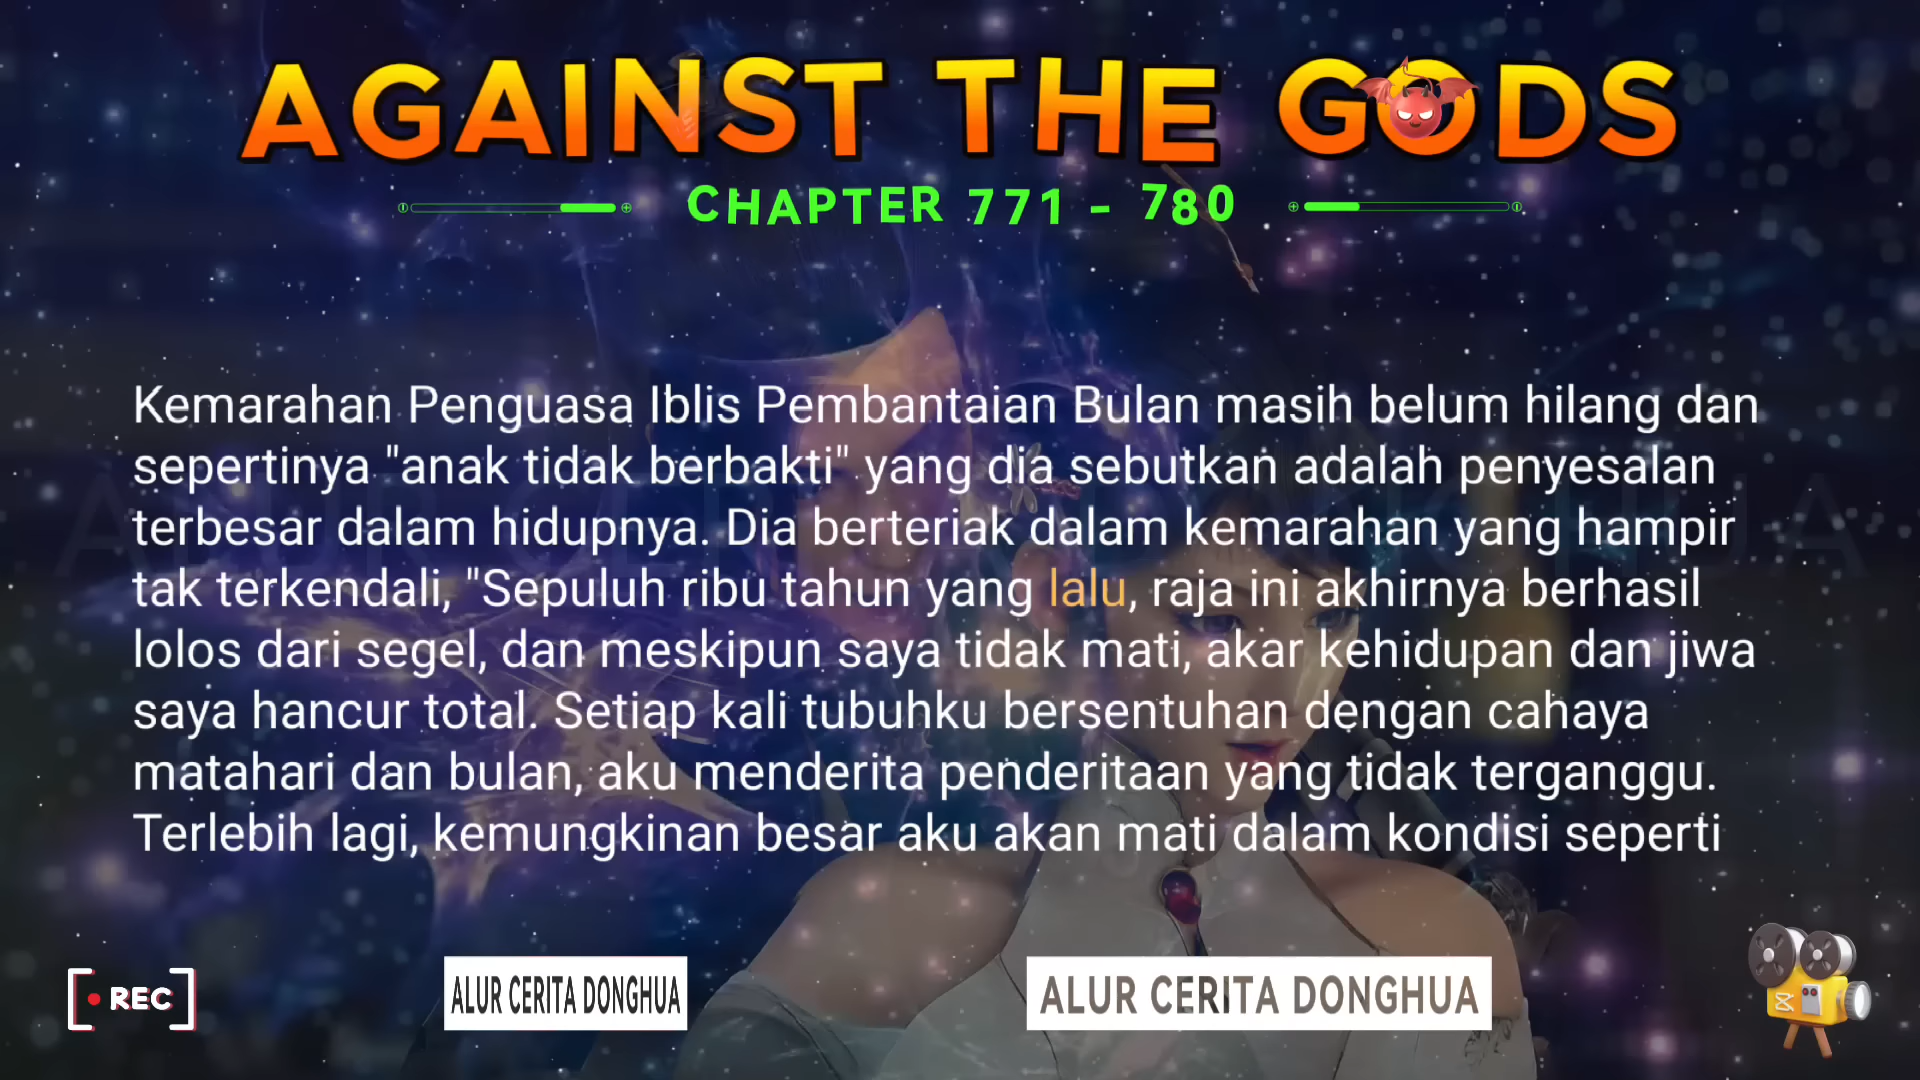 AGAINST THE GODS
CHAPTER 771 - 780
Kemarahan Penguasa Iblis Pembantaian Bulan masih belum hilang dan
sepertinya "anak tidak berbakti" yang dia sebutkan adalah penyesalan
terbesar dalam hidupnya. Dia berteriak dalam kemarahan yang hampir
tak terkendali, "Sepuluh ribu tahun yang lalu, raja ini akhirnya berhasil
lolos dari segel, dan meskipun saya tidak mati, akar kehidupan dan jiwa
saya hancur total. Setiap kali tubuhku bersentuhan dengan cahaya
matahari dan bulan, aku menderita penderitaan yang tidak terganggu.
Terlebih lagi, kemungkinan besar aku akan mati dalam kondisi seperti
REC
ALUR CERITA DONGHUA
ALUR CERITA DONGHUA